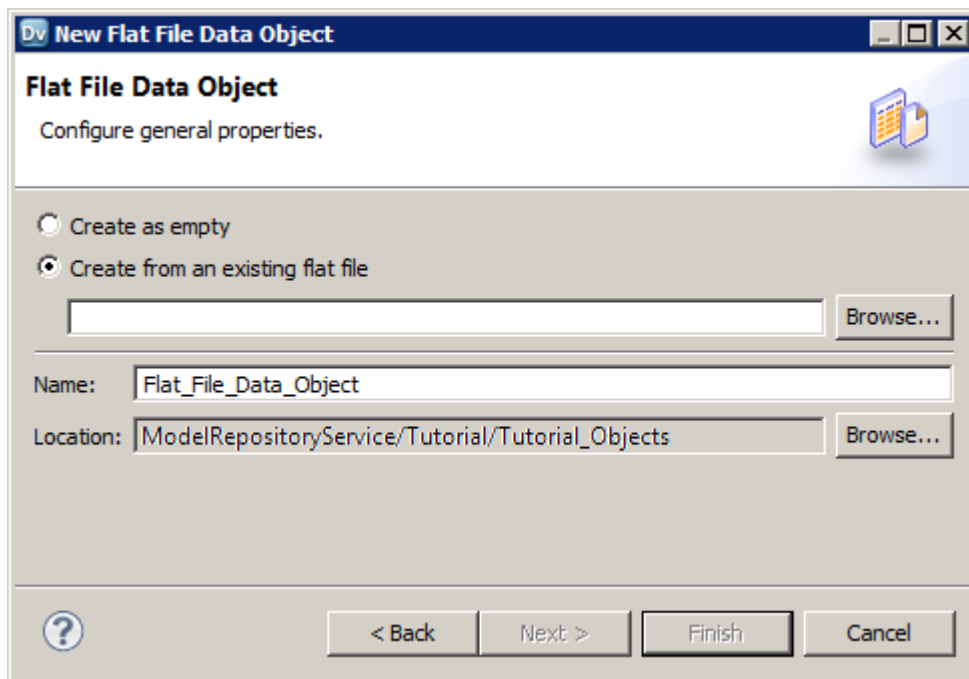 Dv New Flat File Data Object
Flat File Data Object
Configure general properties.
Create as empty
Create from an existing flat file
Browse...
Name: Flat_File_Data_Object
Location: ModelRepositoryService/Tutorial/Tutorial_Objects Browse...
? < Back Next > Finish Cancel